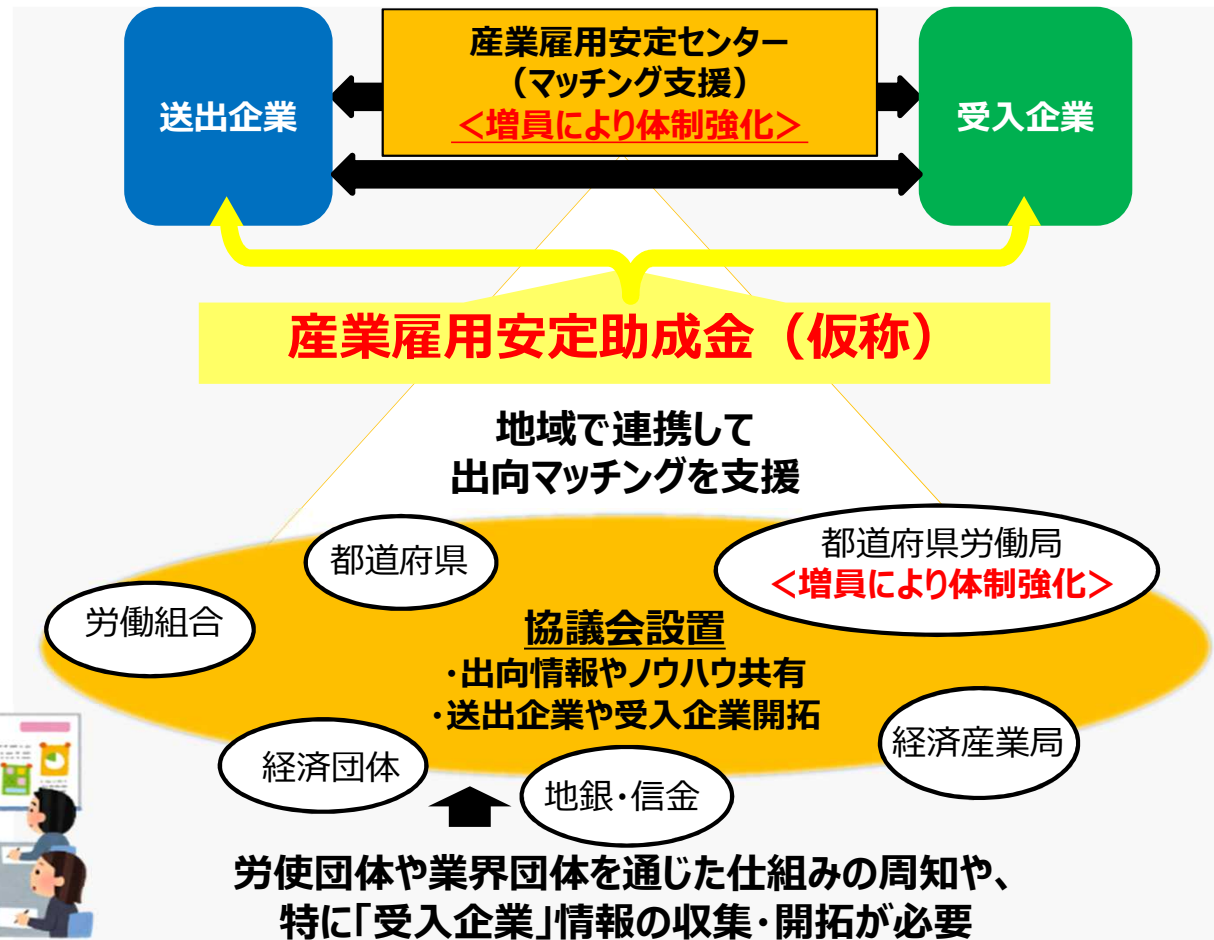 産業雇用安定センター
（マッチング支援）
＜増員により体制強化＞
送出企業
受入企業
産業雇用安定助成金（仮称）
地域で連携して
出向マッチングを支援
都道府県
都道府県労働局
＜増員により体制強化＞
労働組合
協議会設置
・出向情報やノウハウ共有
・送出企業や受入企業開拓
経済産業局
経済団体
地銀・信金
労使団体や業界団体を通じた仕組みの周知や、
特に「受入企業」情報の収集・開拓が必要